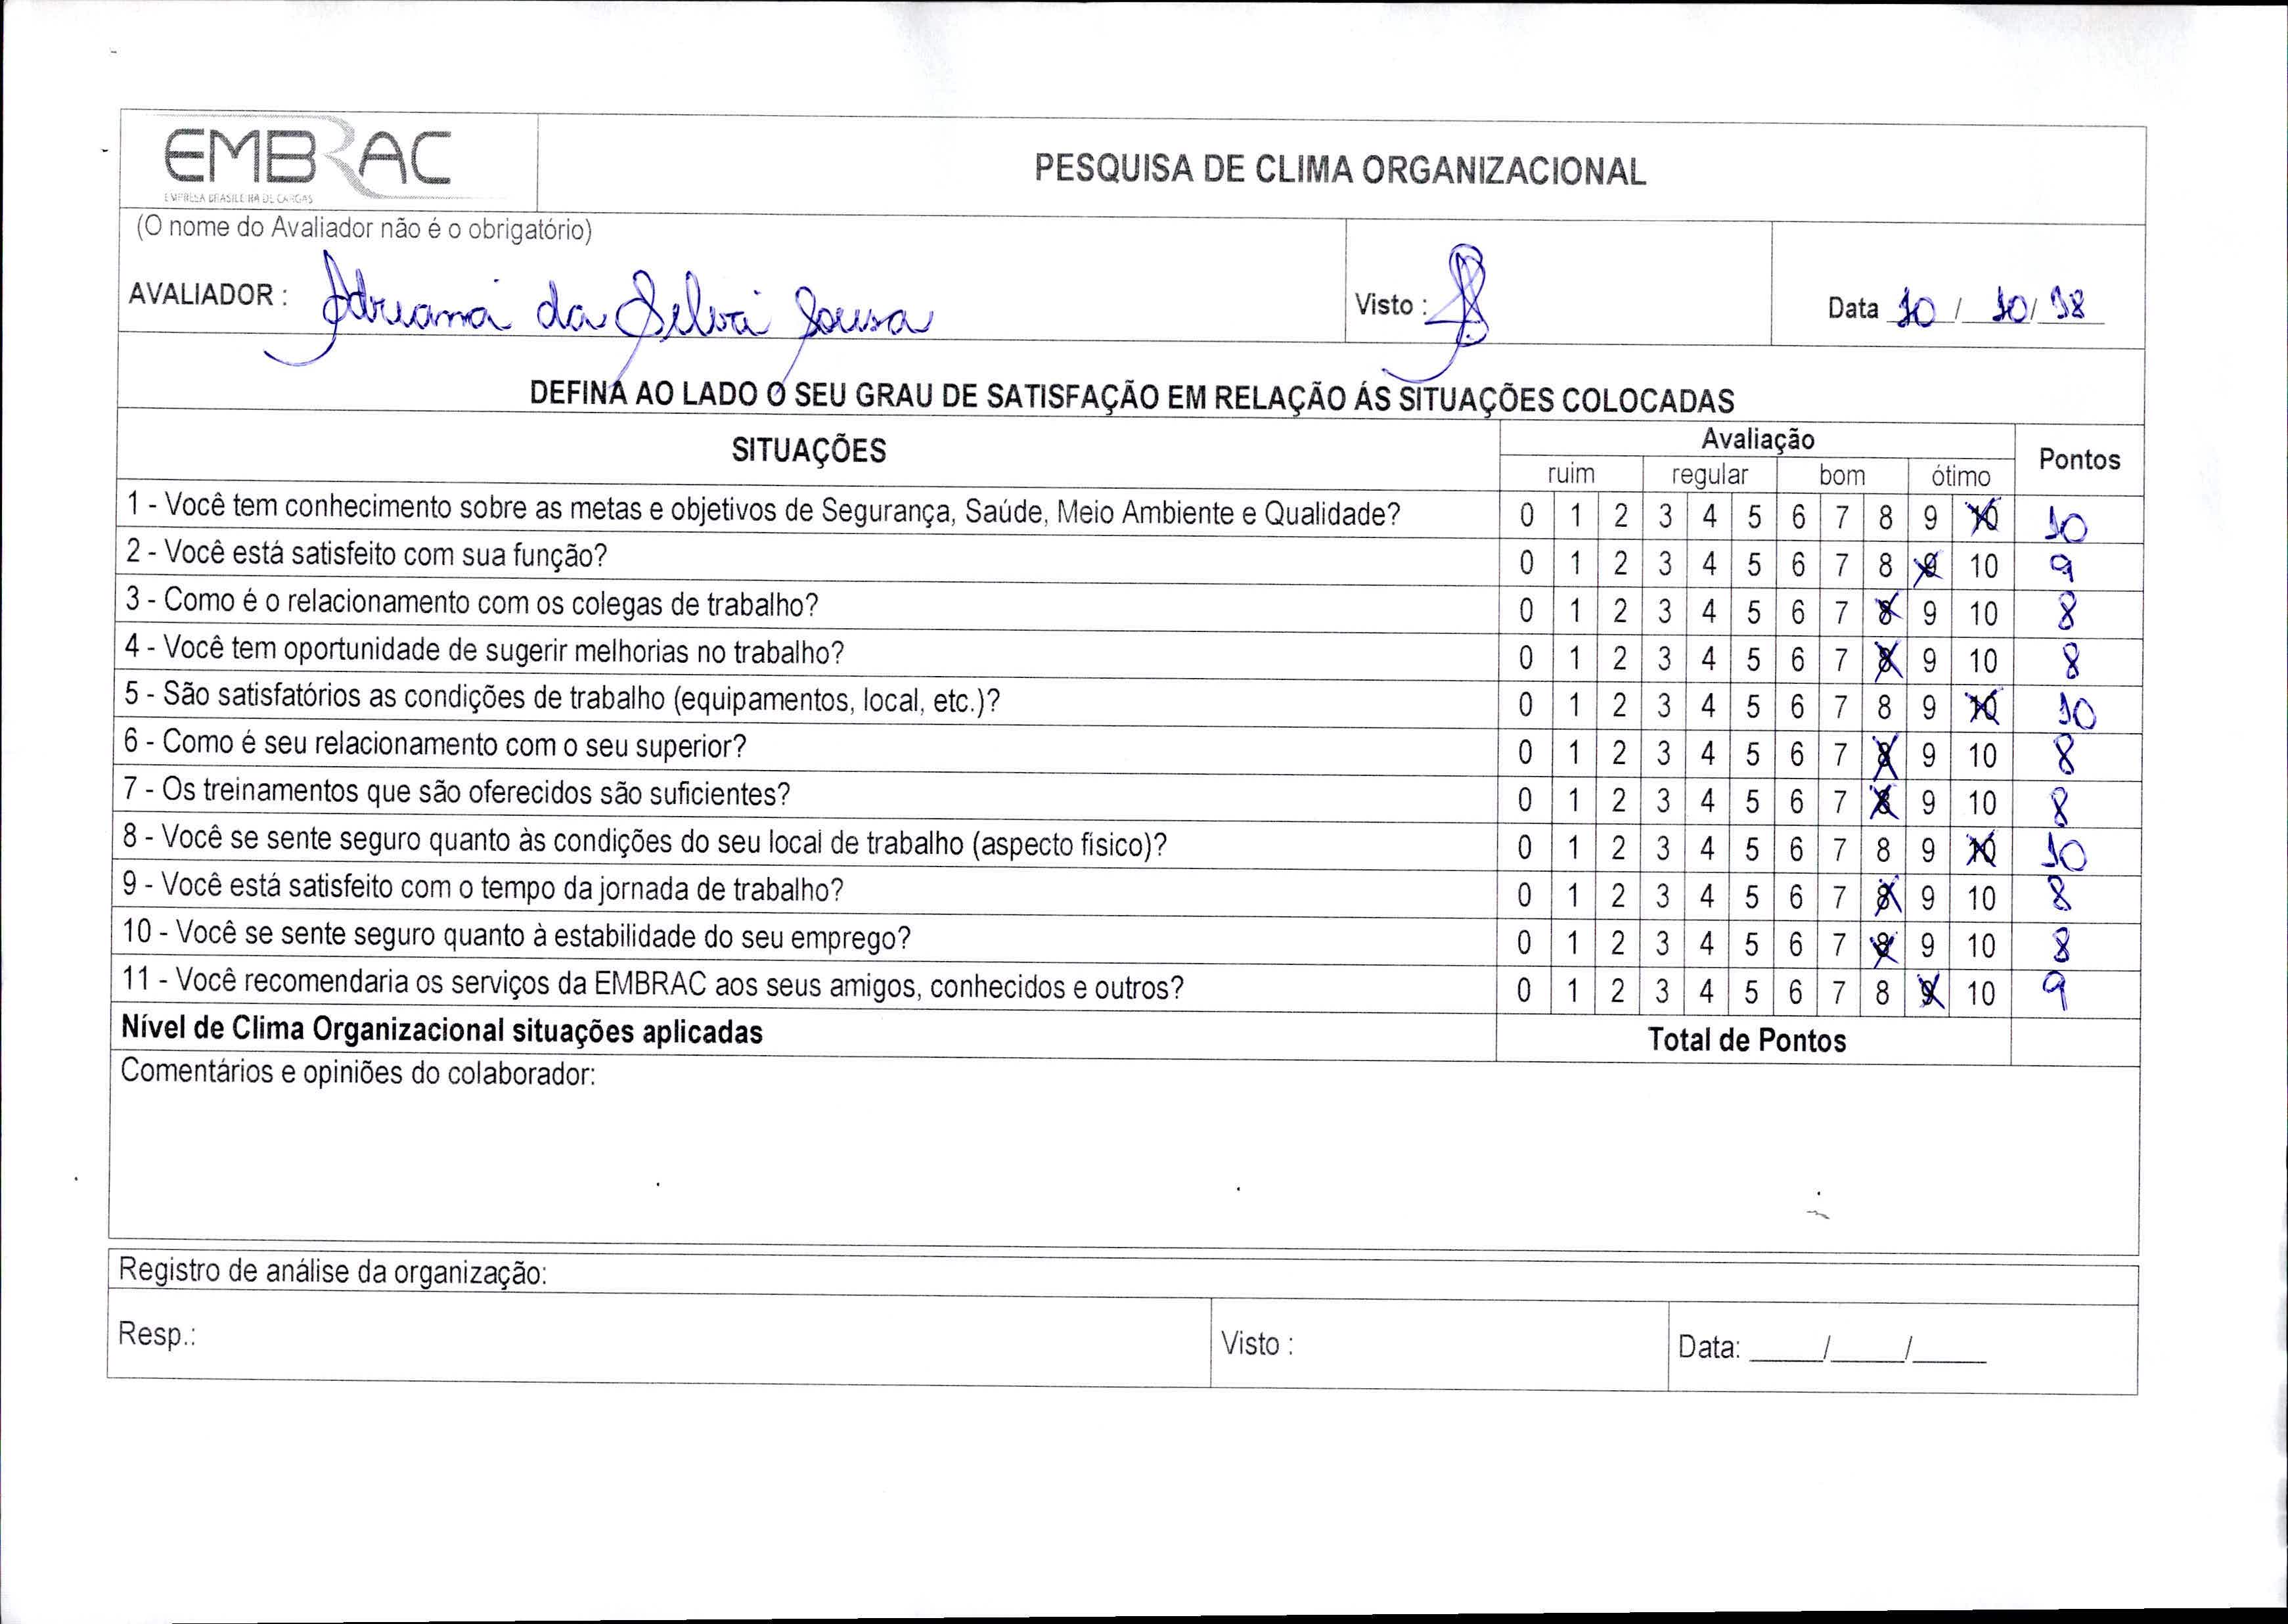 EMBRAC
EMPRESA BRASILEIRA DE CARGAS
PESQUISA DE CLIMA ORGANIZACIONAL
(O nome do Avaliador não é o obrigatório)
AVALIADOR : Adriana da Silva Sousa
Visto :
Data 10 / 10 / 18
DEFINA AO LADO O SEU GRAU DE SATISFAÇÃO EM RELAÇÃO ÁS SITUAÇÕES COLOCADAS
SITUAÇÕES
Avaliação
Pontos
ruim regular bom ótimo
1 - Você tem conhecimento sobre as metas e objetivos de Segurança, Saúde, Meio Ambiente e Qualidade? 0 1 2 3 4 5 6 7 8 9 10 10
2 - Você está satisfeito com sua função? 0 1 2 3 4 5 6 7 8 9 10 9
3 - Como é o relacionamento com os colegas de trabalho? 0 1 2 3 4 5 6 7 8 9 10 8
4 - Você tem oportunidade de sugerir melhorias no trabalho? 0 1 2 3 4 5 6 7 8 9 10 8
5 - São satisfatórios as condições de trabalho (equipamentos, local, etc.)? 0 1 2 3 4 5 6 7 8 9 10 10
6 - Como é seu relacionamento com o seu superior? 0 1 2 3 4 5 6 7 8 9 10 8
7 - Os treinamentos que são oferecidos são suficientes? 0 1 2 3 4 5 6 7 8 9 10 8
8 - Você se sente seguro quanto às condições do seu local de trabalho (aspecto físico)? 0 1 2 3 4 5 6 7 8 9 10 10
9 - Você está satisfeito com o tempo da jornada de trabalho? 0 1 2 3 4 5 6 7 8 9 10 8
10 - Você se sente seguro quanto à estabilidade do seu emprego? 0 1 2 3 4 5 6 7 8 9 10 8
11 - Você recomendaria os serviços da EMBRAC aos seus amigos, conhecidos e outros? 0 1 2 3 4 5 6 7 8 9 10 9
Nível de Clima Organizacional situações aplicadas Total de Pontos
Comentários e opiniões do colaborador:
Registro de análise da organização:
Resp.: Visto : Data: _____/_____/_____